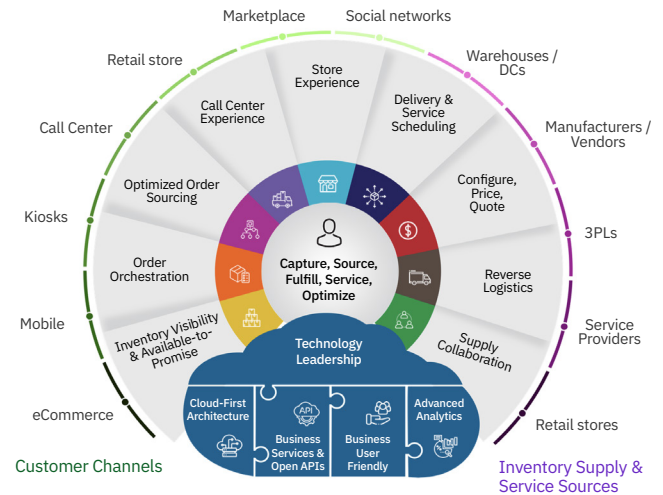 Marketplace
Social networks
Retail store
Warehouses /
DCs
Call Center
Manufacturers /
Vendors
Kiosks
3PLs
Mobile
Service
Providers
eCommerce
Retail stores
Customer Channels
Inventory Supply &
Service Sources
Store
Experience
Call Center
Experience
Delivery &
Service
Scheduling
Optimized Order
Sourcing
Configure,
Price,
Quote
Order
Orchestration
Reverse
Logistics
Inventory Visibility
& Available-to-
Promise
Supply
Collaboration
$
Capture, Source,
Fulfill, Service,
Optimize
Technology
Leadership
Cloud-First
Architecture
API
Business
Services &
Open APIs
Business
User
Friendly
Advanced
Analytics